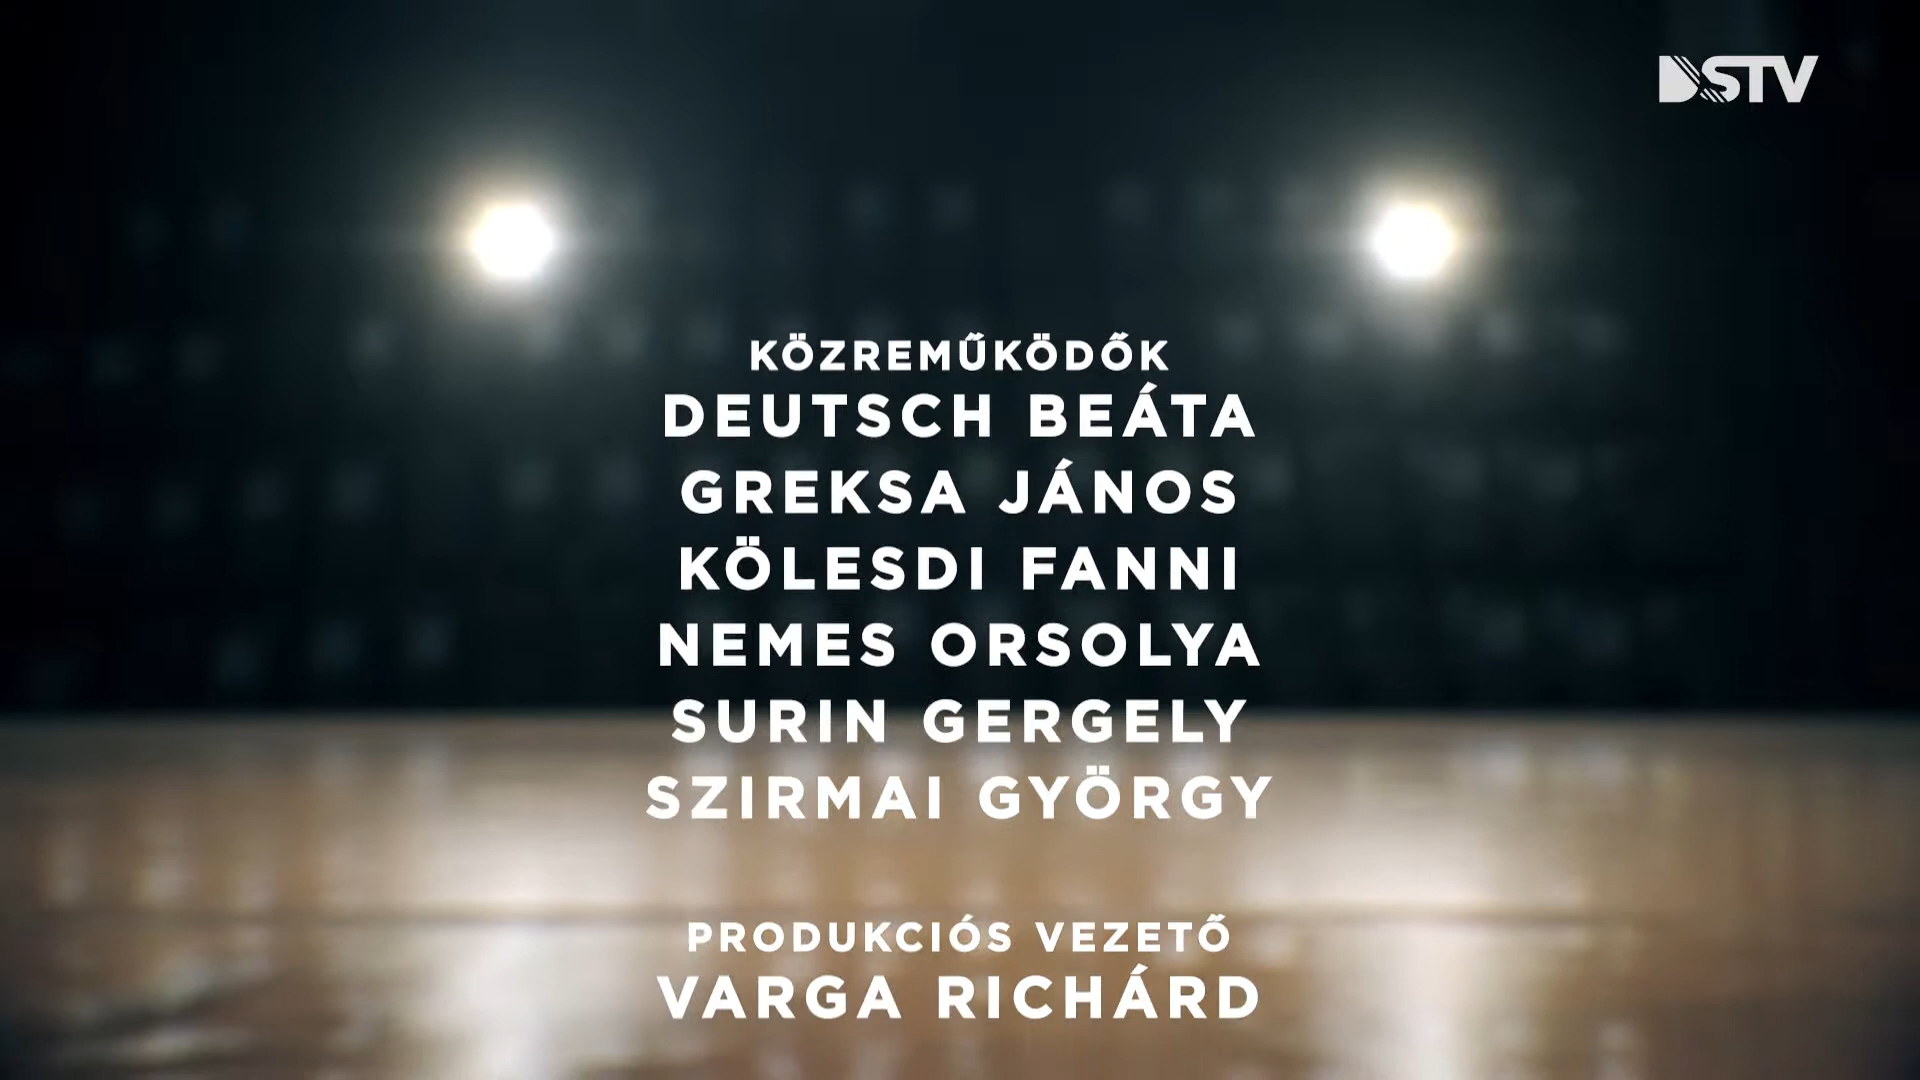 DSTV
KÖZREMŰKÖDŐK
DEUTSCH BEÁTA
GREKSA JÁNOS
KÖLESDI FANNI
NEMES ORSOLYA
SURIN GERGELY
SZIRMAI GYÖRGY
PRODUKCIÓS VEZETŐ
VARGA RICHÁRD